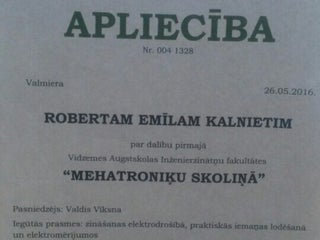 APLIECĪBA
Nr. 004 1328
Valmiera
26.05.2016.
ROBERTAM EMĪLAM KALNIETIM
par dalību pirmajā
Vidzemes Augstskolas Inženierzinātņu fakultātes
“MEHATRONIĶU SKOLIŅĀ”
Pasniedzējs: Valdis Vīksna
Iegūtās prasmes: zināšanas elektrodrošībā, praktiskās iemaņas lodēšanā
un elektromērījumos